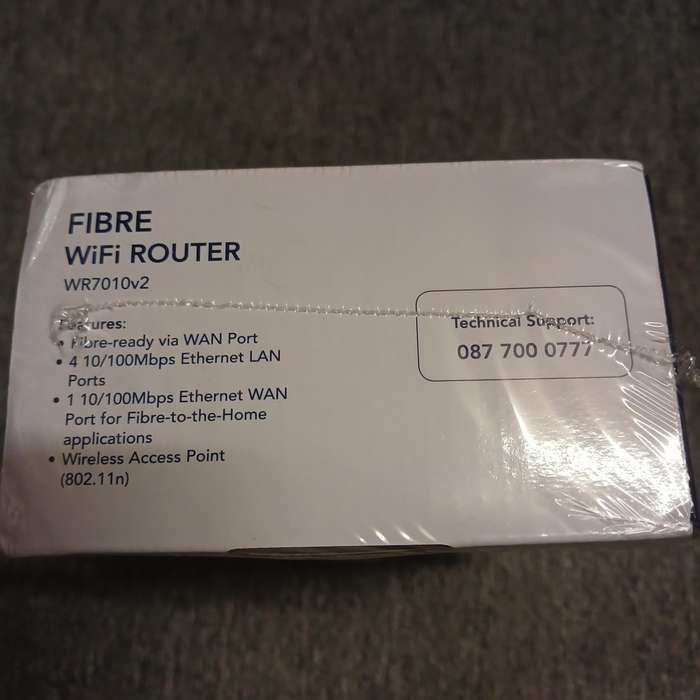 FIBRE
WiFi ROUTER
WR7010v2
Features:
• Fibre-ready via WAN Port
• 4 10/100Mbps Ethernet LAN
Ports
• 1 10/100Mbps Ethernet WAN
Port for Fibre-to-the-Home
applications
• Wireless Access Point
(802.11n)
Technical Support:
087 700 0777